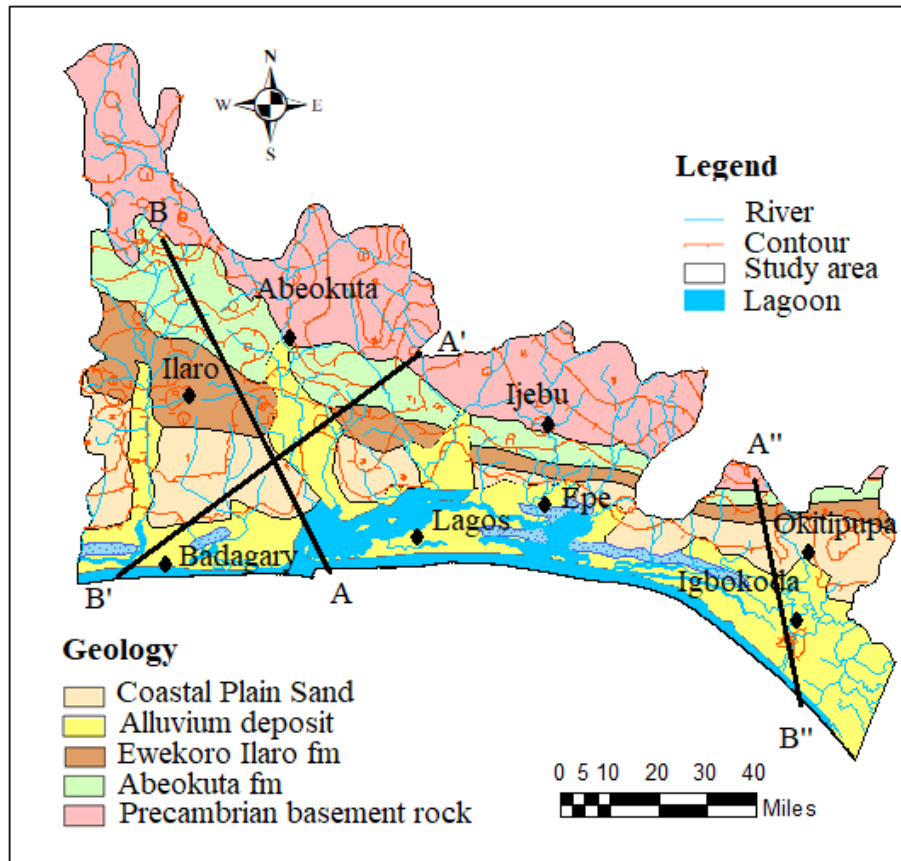 N
W E
S
Legend
River
Contour
Study area
Lagoon
B
Abeokuta
A'
Ilaro
Ijebu
A"
Epe
Okitipupa
Lagos
Badagary
Igbokoda
B'
A
B"
Geology
Coastal Plain Sand
Alluvium deposit
Ewekoro Ilaro fm
Abeokuta fm
Precambrian basement rock
0 5 10 20 30 40
Miles